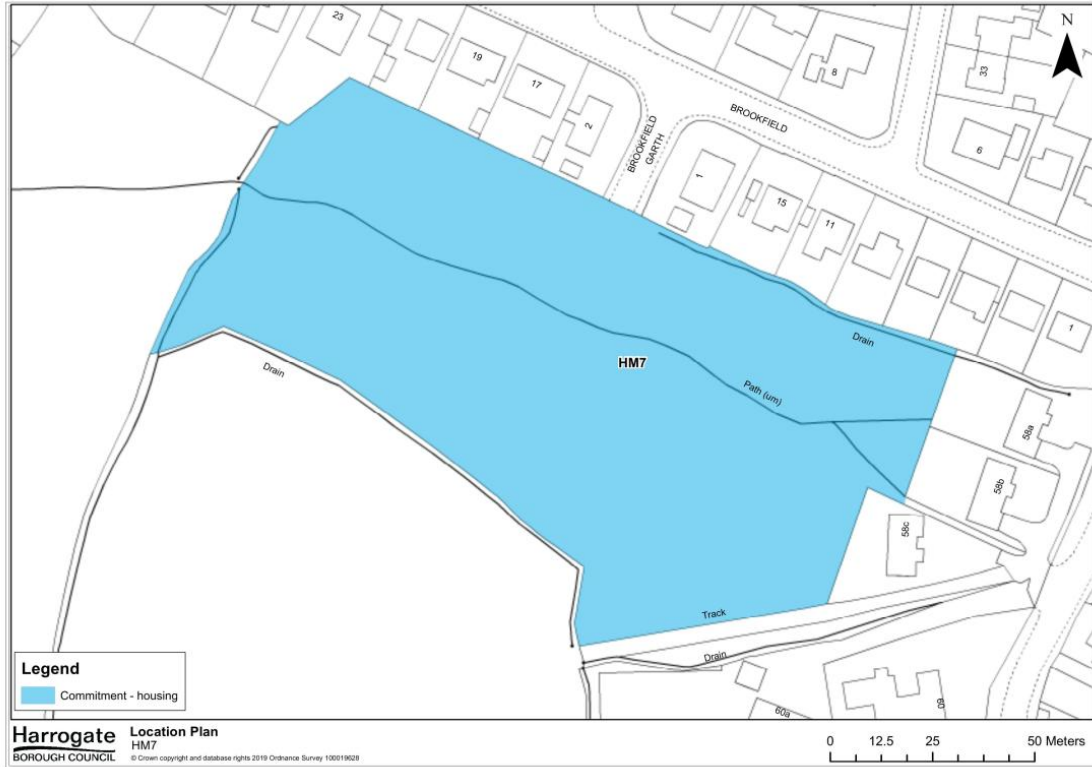 N
23
19
17
2
8
33
6
BROOKFIELD
BROOKFIELD
GARTH
1
15
11
1
Drain
HM7
Path (um)
Drain
58a
58b
58c
Track
Drain
60a
60
Legend
Commitment - housing
Harrogate
BOROUGH COUNCIL
Location Plan
HM7
© Crown copyright and database rights 2019 Ordnance Survey 100019628
0 12.5 25 50 Meters